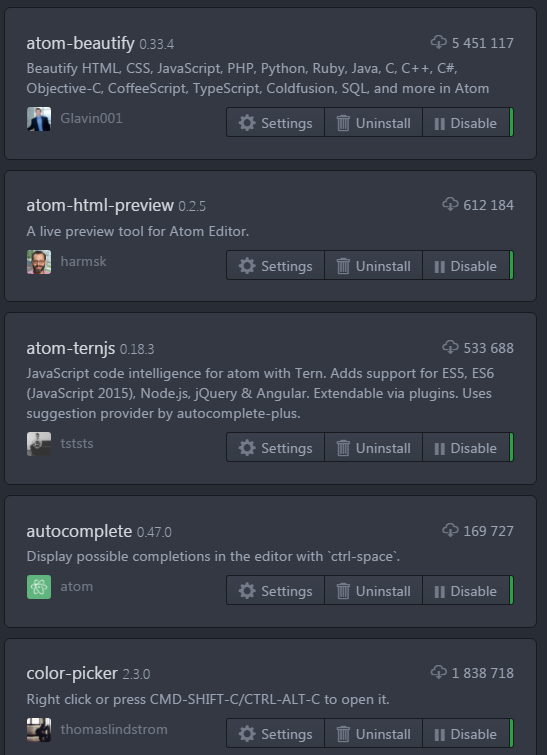 atom-beautify 0.33.4 5 451 117
Beautify HTML, CSS, JavaScript, PHP, Python, Ruby, Java, C, C++, C#,
Objective-C, CoffeeScript, TypeScript, Coldfusion, SQL, and more in Atom
Glavin001 Settings Uninstall Disable
atom-html-preview 0.2.5 612 184
A live preview tool for Atom Editor.
harmsk Settings Uninstall Disable
atom-ternjs 0.18.3 533 688
JavaScript code intelligence for atom with Tern. Adds support for ES5, ES6
(JavaScript 2015), Node.js, jQuery & Angular. Extendable via plugins. Uses
suggestion provider by autocomplete-plus.
tststs Settings Uninstall Disable
autocomplete 0.47.0 169 727
Display possible completions in the editor with `ctrl-space`.
atom Settings Uninstall Disable
color-picker 2.3.0 1 838 718
Right click or press CMD-SHIFT-C/CTRL-ALT-C to open it.
thomaslindstrom Settings Uninstall Disable